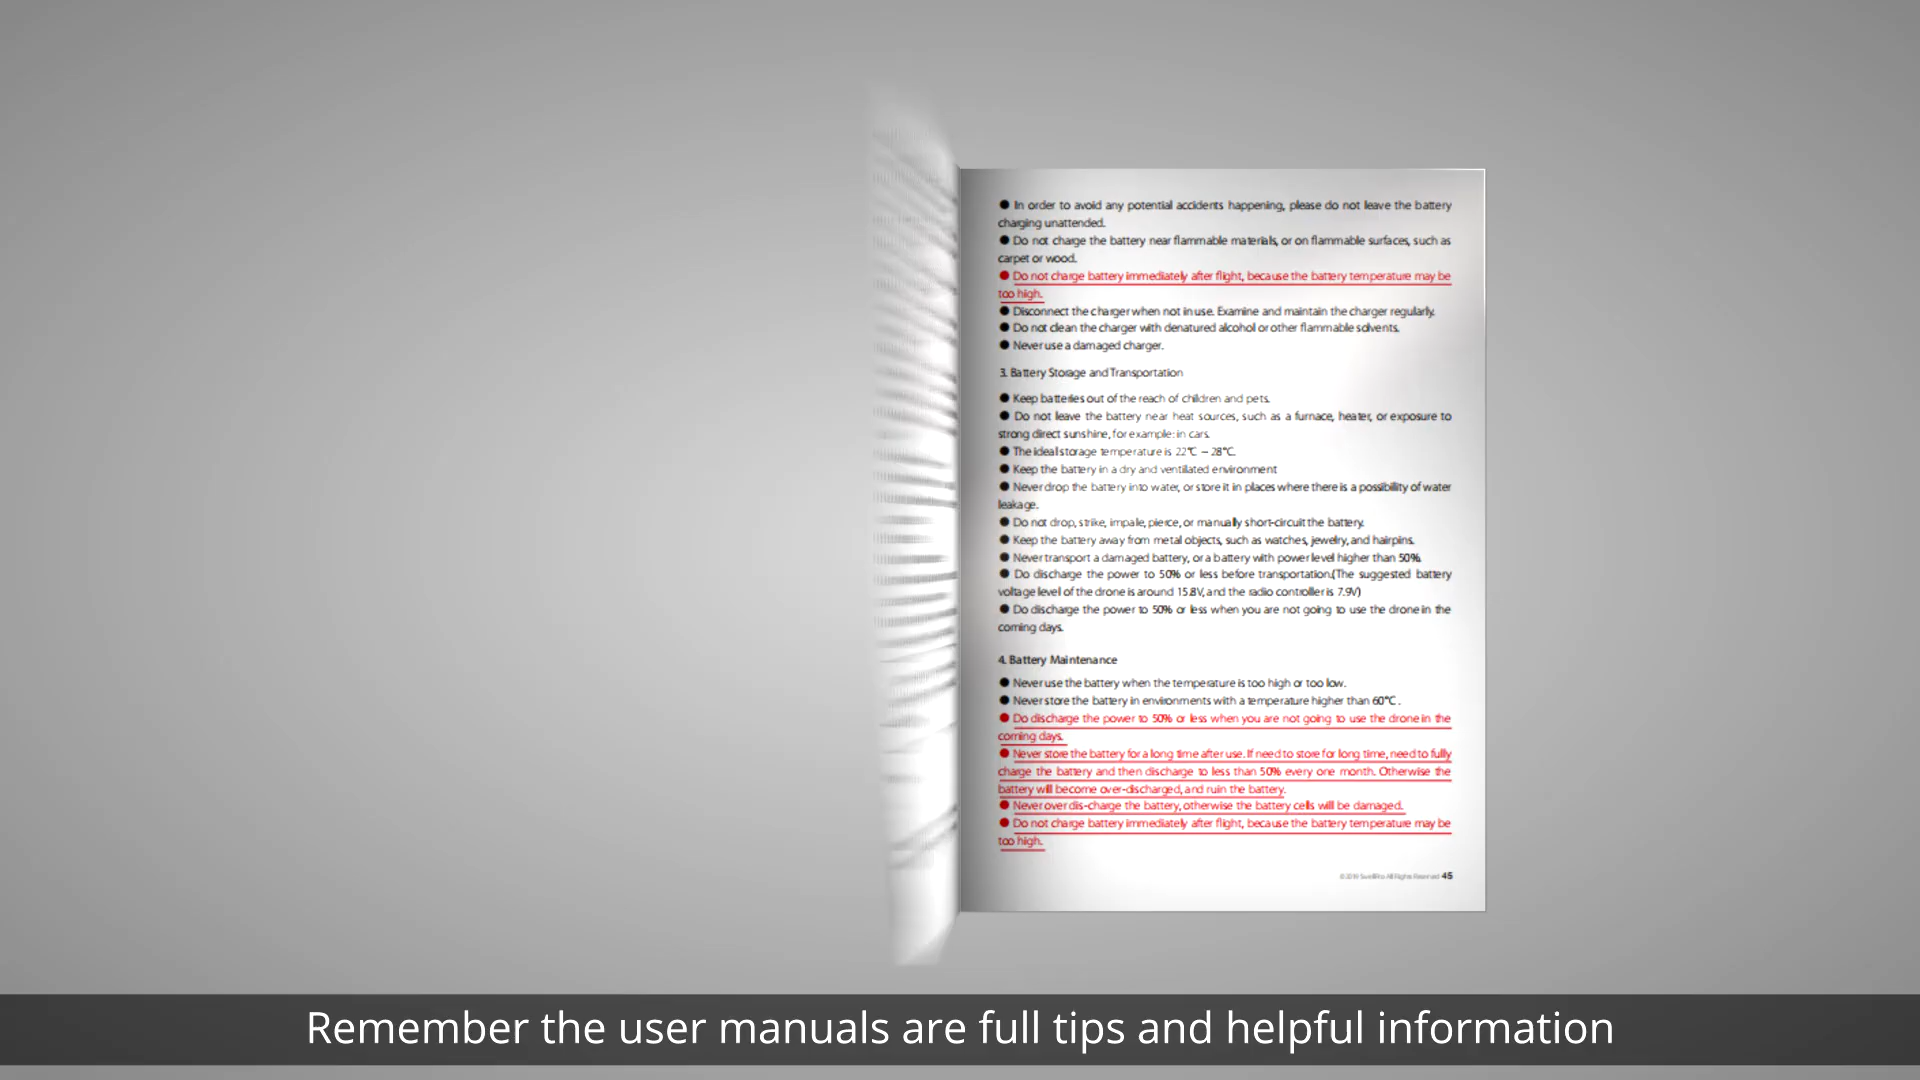 ● In order to avoid any potential accidents happening, please do not leave the battery
charging unattended.
● Do not charge the battery near flammable materials, or on flammable surfaces, such as
carpet or wood.
● Do not charge battery immediately after flight, because the battery temperature may be
too high.
● Disconnect the charger when not in use. Examine and maintain the charger regularly.
● Do not clean the charger with denatured alcohol or other flammable solvents.
● Never use a damaged charger.
3. Battery Storage and Transportation
● Keep batteries out of the reach of children and pets.
● Do not leave the battery near heat sources, such as a furnace, heater, or exposure to
strong direct sunshine, for example: in cars.
● The ideal storage temperature is 22℃ – 28℃.
● Keep the battery in a dry and ventilated environment
● Never drop the battery into water, or store it in places where there is a possibility of water
leakage.
● Do not drop, strike, impale, pierce, or manually short-circuit the battery.
● Keep the battery away from metal objects, such as watches, jewelry, and hairpins.
● Never transport a damaged battery, or a battery with power level higher than 50%.
● Do discharge the power to 50% or less before transportation.(The suggested battery
voltage level of the drone is around 15.8V, and the radio controller is 7.9V)
● Do discharge the power to 50% or less when you are not going to use the drone in the
coming days.
4. Battery Maintenance
● Never use the battery when the temperature is too high or too low.
● Never store the battery in environments with a temperature higher than 60℃ .
● Do discharge the power to 50% or less when you are not going to use the drone in the
coming days.
● Never store the battery for a long time after use. If need to store for long time, need to fully
charge the battery and then discharge to less than 50% every one month. Otherwise the
battery will become over-discharged, and ruin the battery.
● Never over dis-charge the battery, otherwise the battery cells will be damaged.
● Do not charge battery immediately after flight, because the battery temperature may be
too high.
©2019 SwellPro All Rights Reserved 45
Remember the user manuals are full tips and helpful information